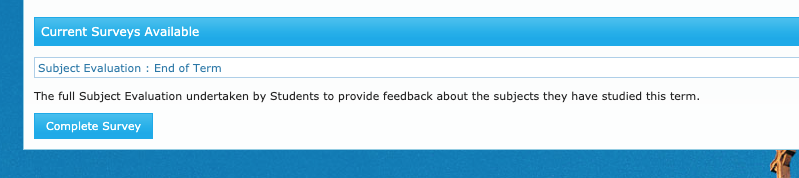 Current Surveys Available
Subject Evaluation : End of Term
The full Subject Evaluation undertaken by Students to provide feedback about the subjects they have studied this term.
Complete Survey